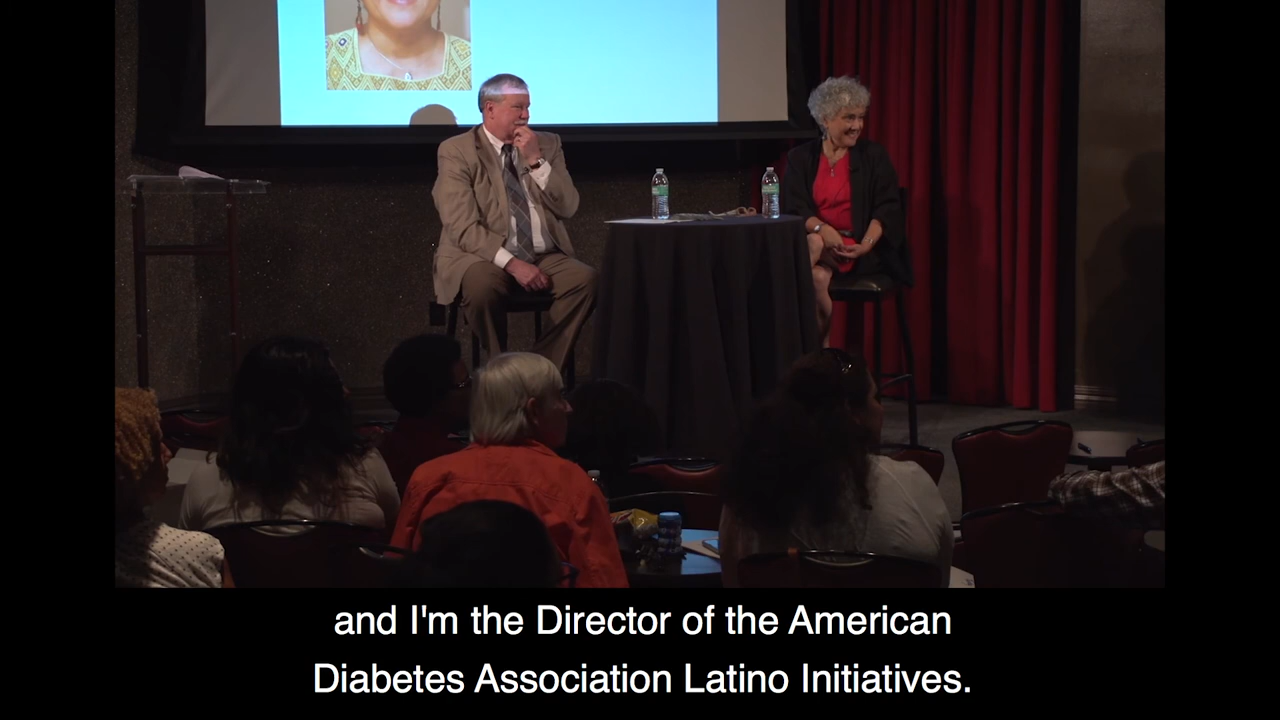 and I'm the Director of the American
Diabetes Association Latino Initiatives.